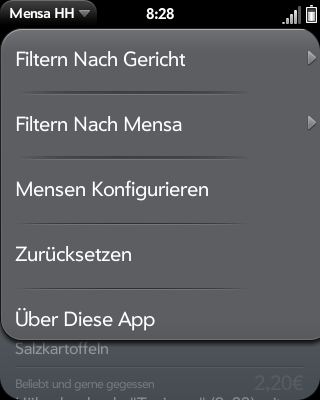 Mensa HH
8:28
Filtern Nach Gericht
Filtern Nach Mensa
Mensen Konfigurieren
Zurücksetzen
Über Diese App
Salzkartoffeln
Beliebt und gerne gegessen
2,20€